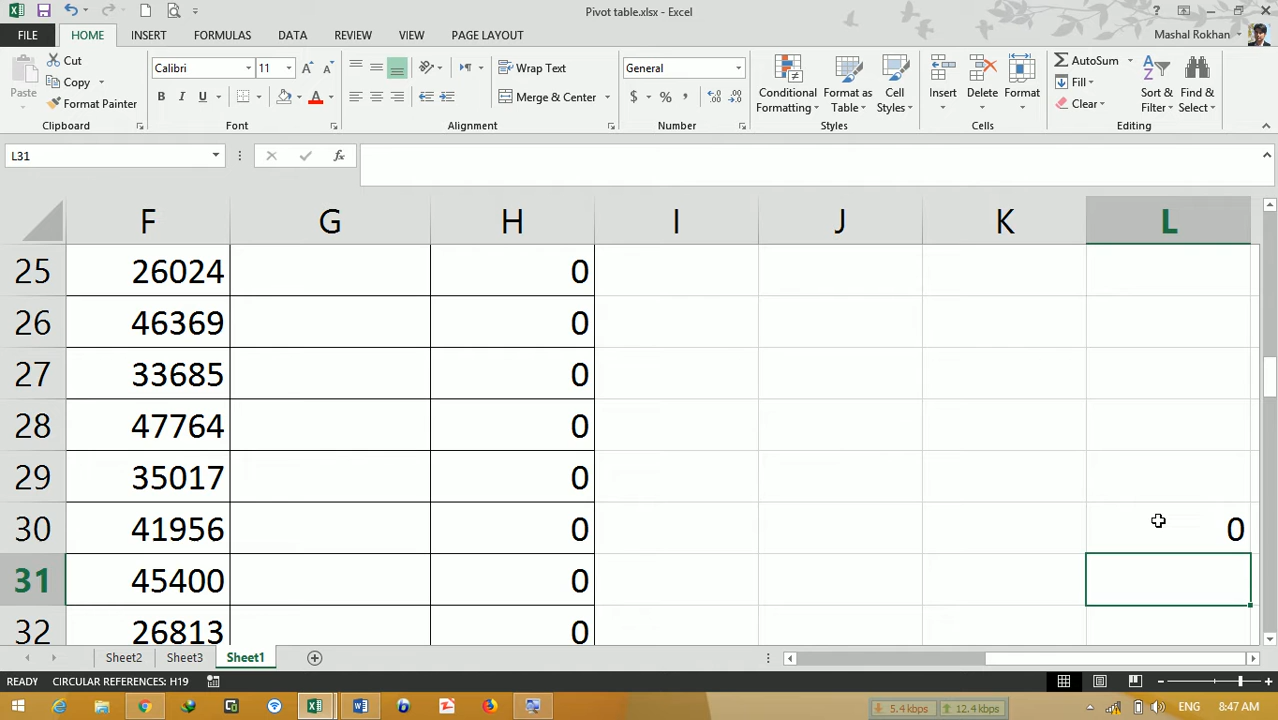 Pivot table.xlsx - Excel
FILE HOME INSERT FORMULAS DATA REVIEW VIEW PAGE LAYOUT Mashal Rokhan
Paste Cut Copy Format Painter Clipboard
Calibri 11 B I U A Font
Wrap Text Merge & Center Alignment
General $ % , Number
Conditional Formatting Format as Table Cell Styles Styles
Insert Delete Format Cells
AutoSum Fill Clear Sort & Filter Find & Select Editing
L31 fx
F G H I J K L
25 26024 0
26 46369 0
27 33685 0
28 47764 0
29 35017 0
30 41956 0 0
31 45400 0
32 26813 0
Sheet2 Sheet3 Sheet1
READY CIRCULAR REFERENCES: H19
5.4 kbps 12.4 kbps ENG 8:47 AM